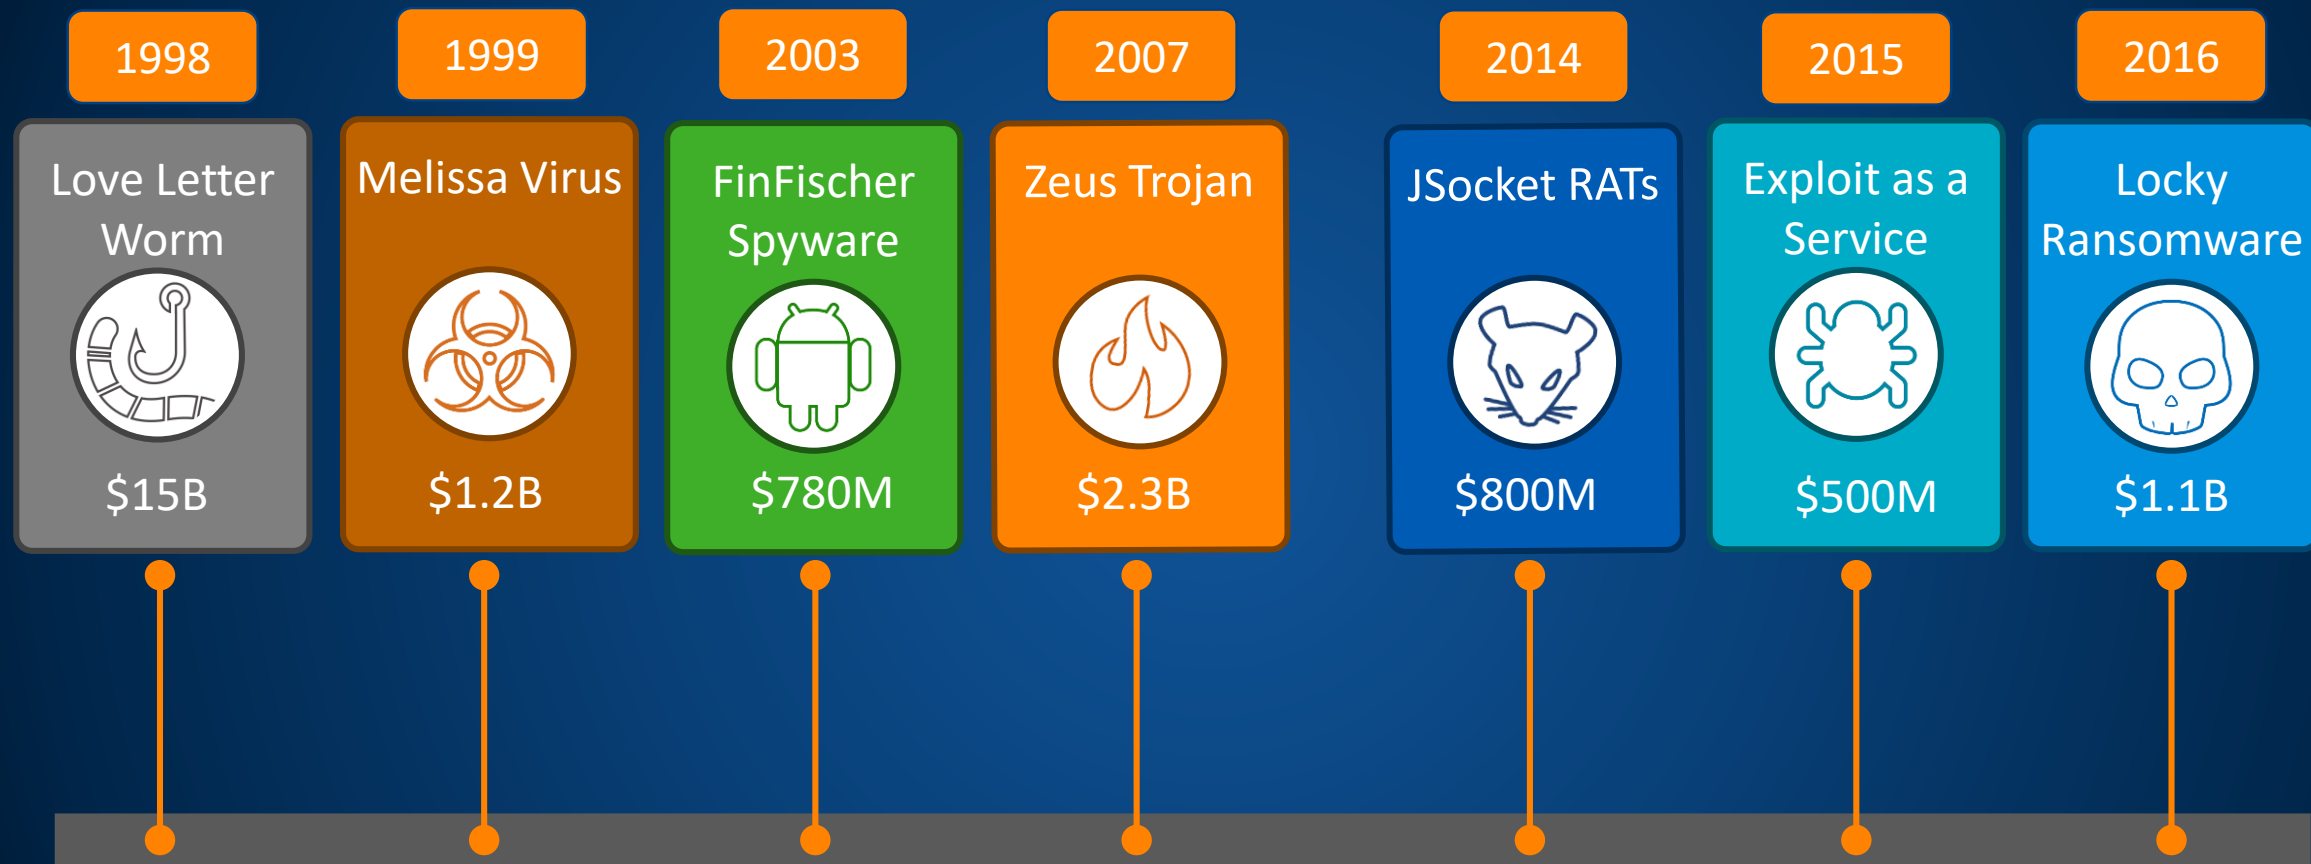 1998
Love Letter
Worm
$15B
1999
Melissa Virus
$1.2B
2003
FinFischer
Spyware
$780M
2007
Zeus Trojan
$2.3B
2014
JSocket RATs
$800M
2015
Exploit as a
Service
$500M
2016
Locky
Ransomware
$1.1B